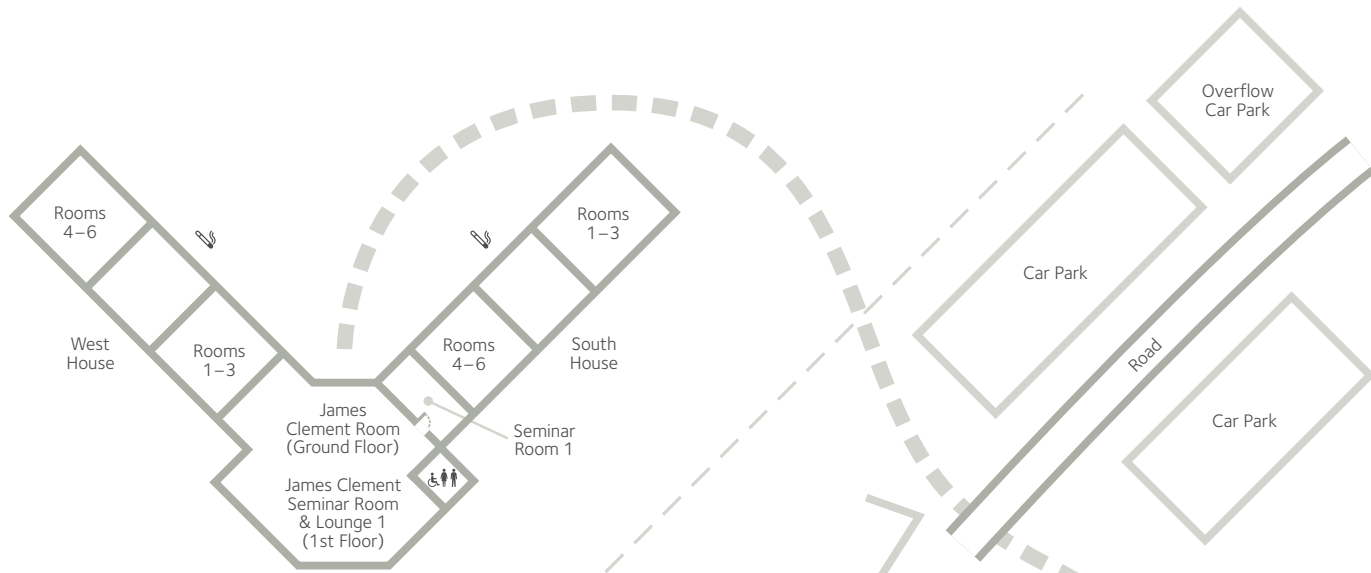 Overflow
Car Park
Rooms
4–6
Rooms
1–3
Car Park
West
House
Rooms
1–3
Rooms
4–6
South
House
Road
James
Clement Room
(Ground Floor)
Seminar
Room 1
Car Park
James Clement
Seminar Room
& Lounge 1
(1st Floor)